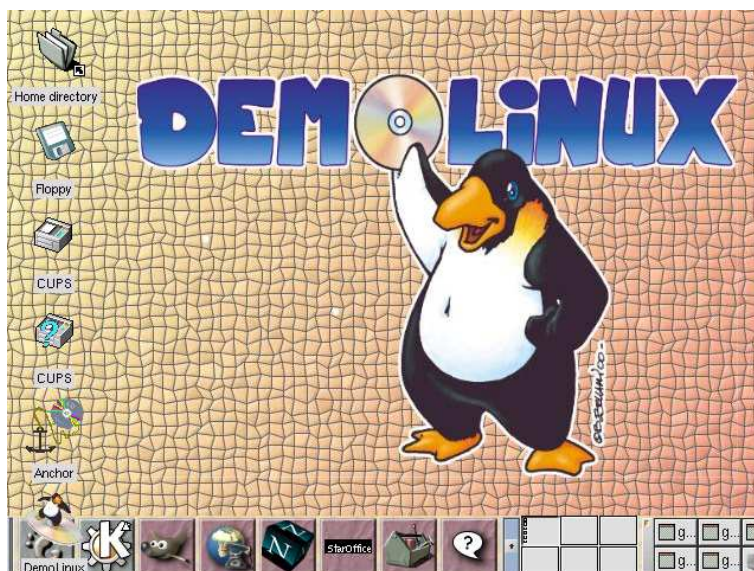 DEMOLiNUX
Home directory
Floppy
CUPS
CUPS
Anchor
DemoLinux
K
N
StarOffice
?
g...
g...
g...
g...